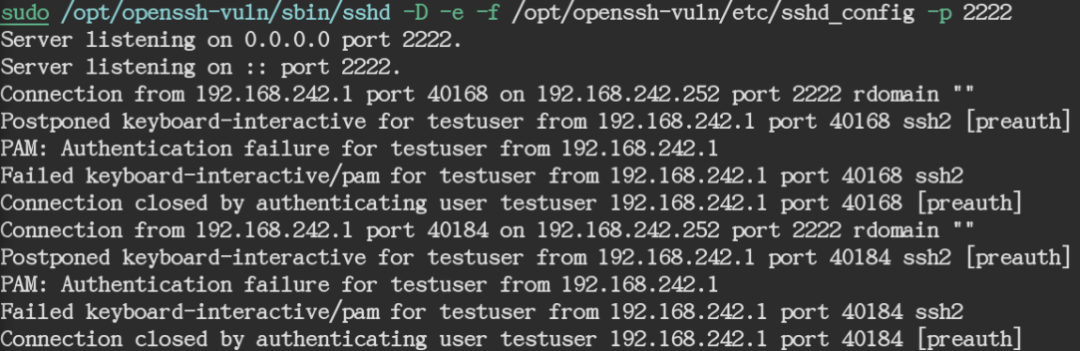 sudo /opt/openssh-vuln/sbin/sshd -D -e -f /opt/openssh-vuln/etc/sshd_config -p 2222
Server listening on 0.0.0.0 port 2222.
Server listening on :: port 2222.
Connection from 192.168.242.1 port 40168 on 192.168.242.252 port 2222 rdomain ""
Postponed keyboard-interactive for testuser from 192.168.242.1 port 40168 ssh2 [preauth]
PAM: Authentication failure for testuser from 192.168.242.1
Failed keyboard-interactive/pam for testuser from 192.168.242.1 port 40168 ssh2
Connection closed by authenticating user testuser 192.168.242.1 port 40168 [preauth]
Connection from 192.168.242.1 port 40184 on 192.168.242.252 port 2222 rdomain ""
Postponed keyboard-interactive for testuser from 192.168.242.1 port 40184 ssh2 [preauth]
PAM: Authentication failure for testuser from 192.168.242.1
Failed keyboard-interactive/pam for testuser from 192.168.242.1 port 40184 ssh2
Connection closed by authenticating user testuser 192.168.242.1 port 40184 [preauth]